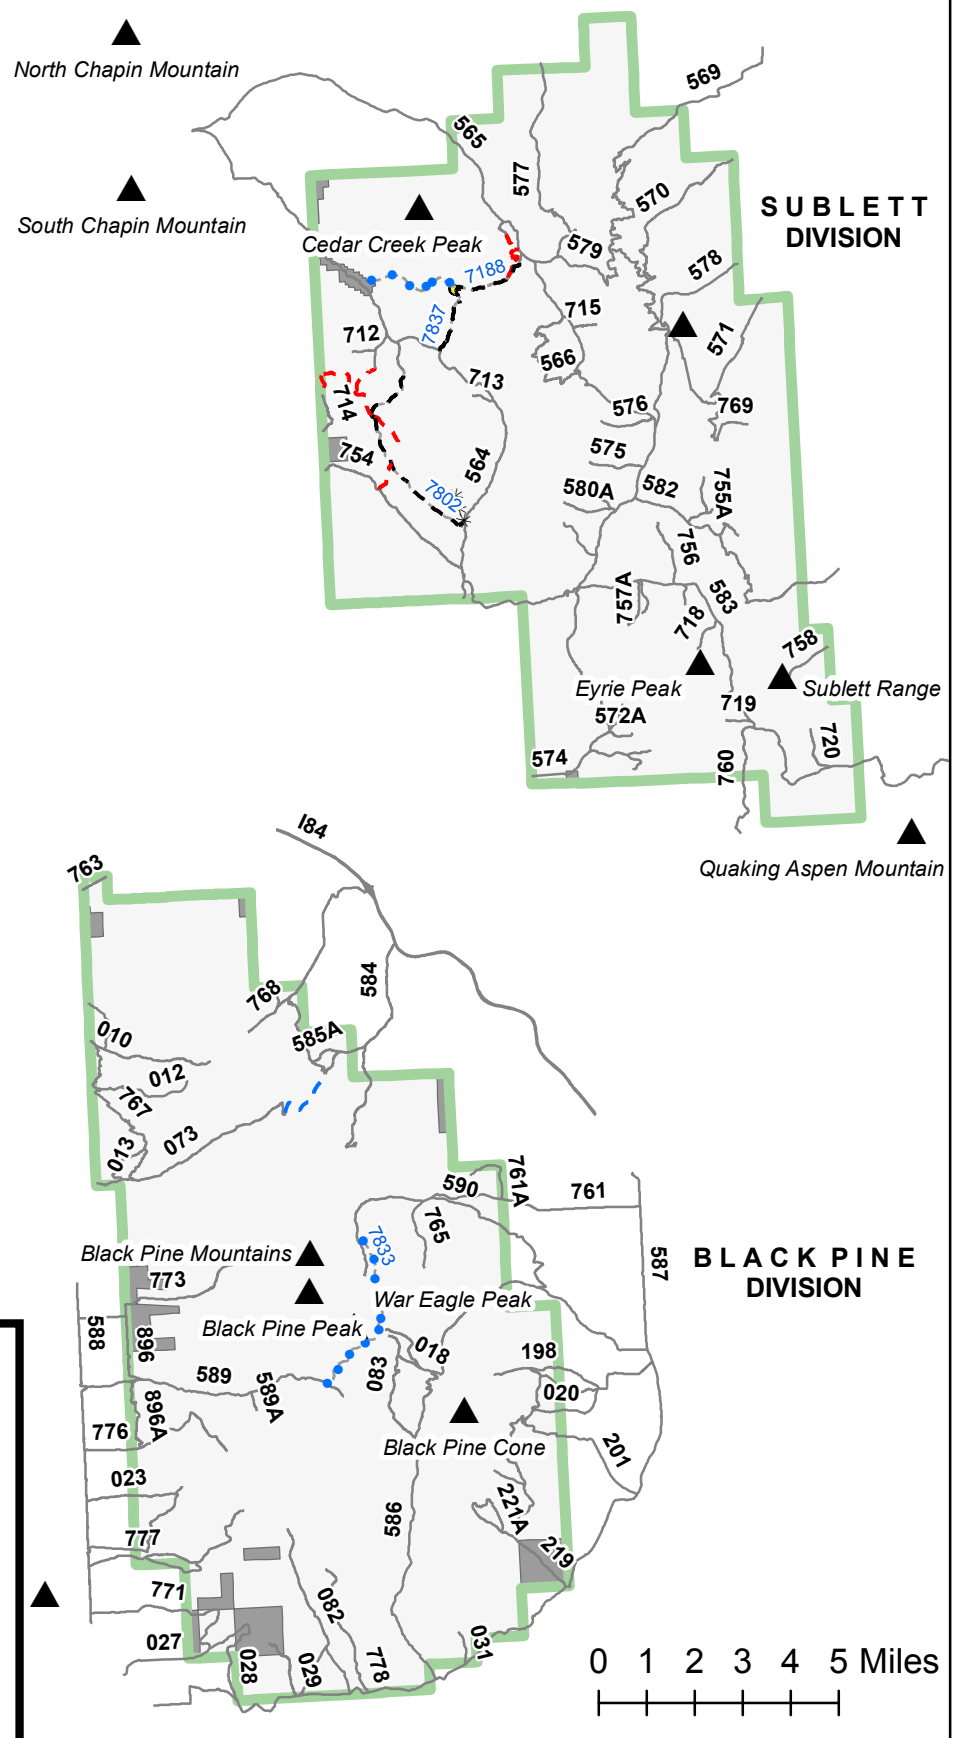 North Chapin Mountain
569
565
577
570
SUBLETT
DIVISION
South Chapin Mountain
Cedar Creek Peak
579
578
7188
7837
715
712
571
566
713
714
576
769
575
754
564
7802
580A
582
755A
756
757A
583
718
758
Eyrie Peak
Sublett Range
719
572A
720
574
760
I84
Quaking Aspen Mountain
763
584
768
010
585A
012
767
073
013
590
761A
761
765
7833
587
Black Pine Mountains
BLACK PINE
DIVISION
773
War Eagle Peak
Black Pine Peak
588
896
018
198
589
083
589A
020
896A
776
Black Pine Cone
201
023
221A
586
777
219
771
082
027
031
028
029
778
0 1 2 3 4 5 Miles